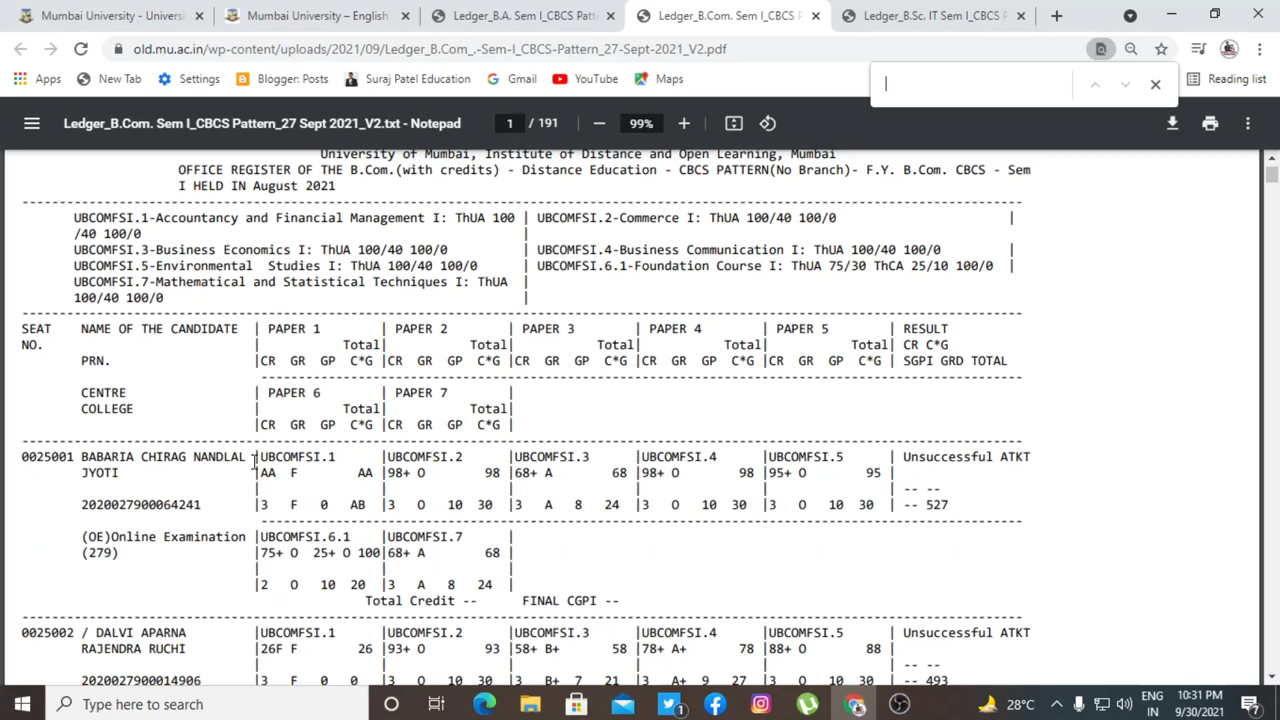 Mumbai University - Universi
Mumbai University – English
Ledger_B.A. Sem I_CBCS PATT
Ledger_B.Com. Sem I_CBCS P
Ledger_B.Sc. IT Sem I_CBCS P
old.mu.ac.in/wp-content/uploads/2021/09/Ledger_B.Com_.-Sem-I_CBCS-Pattern_27-Sept-2021_V2.pdf
Apps New Tab Settings Blogger: Posts Suraj Patel Education Gmail YouTube Maps Reading list
Ledger_B.Com. Sem I_CBCS Pattern_27 Sept 2021_V2.txt - Notepad 1 / 191 99%
University of Mumbai, Institute of Distance and Open Learning, Mumbai
OFFICE REGISTER OF THE B.Com.(with credits) - Distance Education - CBCS PATTERN(No Branch)- F.Y. B.Com. CBCS - Sem
I HELD IN August 2021
UBCOMFSI.1-Accountancy and Financial Management I: ThUA 100 | UBCOMFSI.2-Commerce I: ThUA 100/40 100/0 |
/40 100/0 |
UBCOMFSI.3-Business Economics I: ThUA 100/40 100/0 | UBCOMFSI.4-Business Communication I: ThUA 100/40 100/0 |
UBCOMFSI.5-Environmental Studies I: ThUA 100/40 100/0 | UBCOMFSI.6.1-Foundation Course I: ThUA 75/30 ThCA 25/10 100/0 |
UBCOMFSI.7-Mathematical and Statistical Techniques I: ThUA |
100/40 100/0 |
SEAT NAME OF THE CANDIDATE | PAPER 1 | PAPER 2 | PAPER 3 | PAPER 4 | PAPER 5 | RESULT
NO. | Total| Total| Total| Total| Total| CR C*G
PRN. |CR GR GP C*G |CR GR GP C*G |CR GR GP C*G |CR GR GP C*G |CR GR GP C*G | SGPI GRD TOTAL
CENTRE | PAPER 6 | PAPER 7 |
COLLEGE | Total| Total|
|CR GR GP C*G |CR GR GP C*G |
0025001 BABARIA CHIRAG NANDLAL |UBCOMFSI.1 |UBCOMFSI.2 |UBCOMFSI.3 |UBCOMFSI.4 |UBCOMFSI.5 | Unsuccessful ATKT
JYOTI |AA F AA |98+ O 98 |68+ A 68 |98+ O 98 |95+ O 95 |
| | | | | | -- --
2020027900064241 |3 F 0 AB |3 O 10 30 |3 A 8 24 |3 O 10 30 |3 O 10 30 | -- 527
(OE)Online Examination |UBCOMFSI.6.1 |UBCOMFSI.7 |
(279) |75+ O 25+ O 100|68+ A 68 |
| | |
|2 O 10 20 |3 A 8 24 |
Total Credit -- FINAL CGPI --
0025002 / DALVI APARNA |UBCOMFSI.1 |UBCOMFSI.2 |UBCOMFSI.3 |UBCOMFSI.4 |UBCOMFSI.5 | Unsuccessful ATKT
RAJENDRA RUCHI |26F F 26 |93+ O 93 |58+ B+ 58 |78+ A+ 78 |88+ O 88 |
| | | | | | -- --
2020027900014906 |3 F 0 0 |3 O 10 30 |3 B+ 7 21 |3 A+ 9 27 |3 O 10 30 | -- 493
Type here to search
1
28°C
ENG
IN
10:31 PM
9/30/2021
7